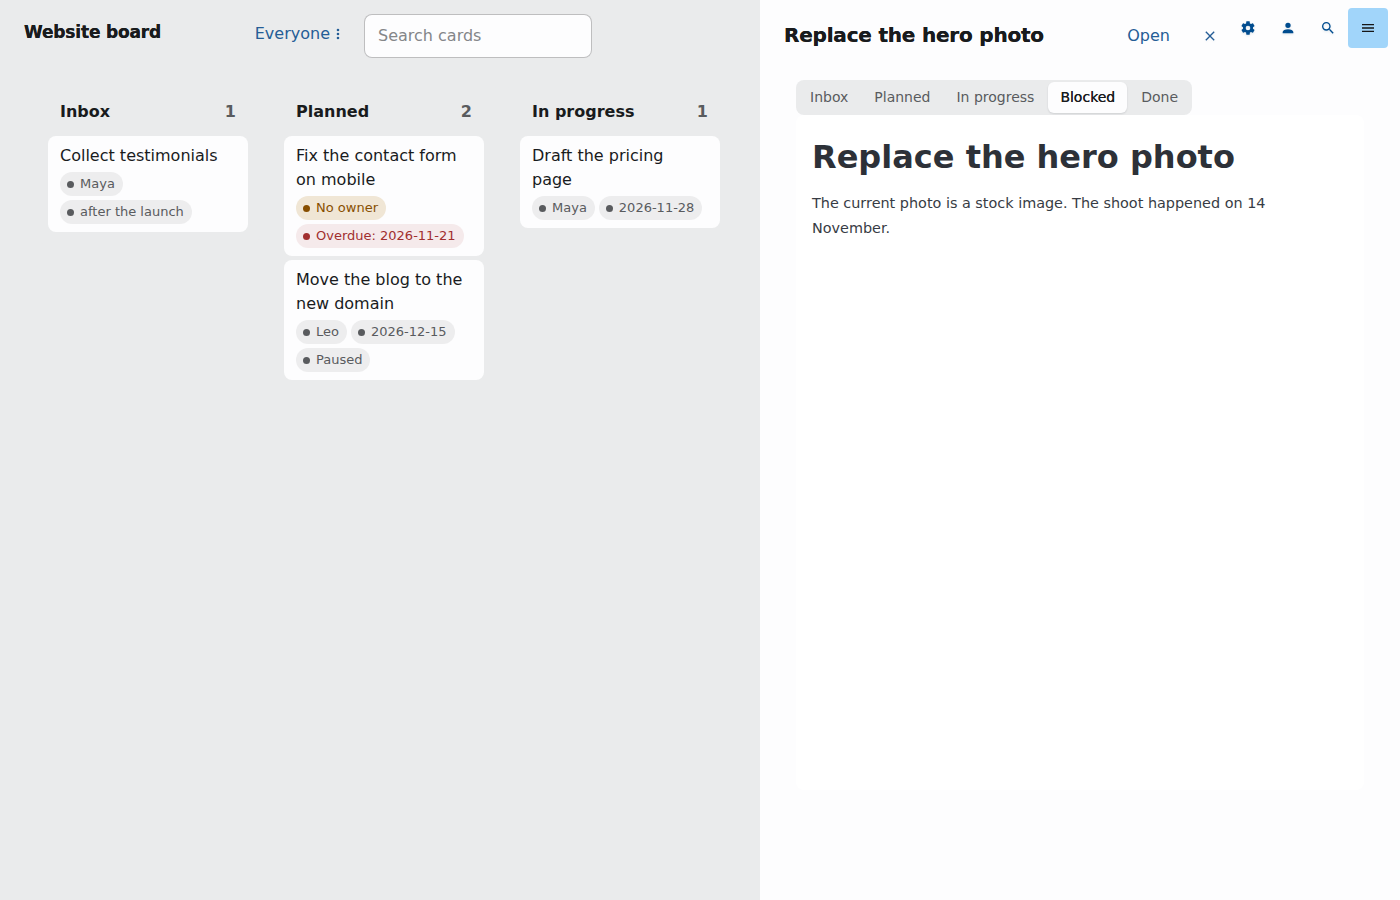 Website board
Everyone
Search cards
Inbox 1
Collect testimonials
Maya
after the launch
Planned 2
Fix the contact form
on mobile
No owner
Overdue: 2026-11-21
Move the blog to the
new domain
Leo 2026-12-15
Paused
In progress 1
Draft the pricing
page
Maya 2026-11-28
Replace the hero photo
Open
Inbox Planned In progress Blocked Done
Replace the hero photo
The current photo is a stock image. The shoot happened on 14
November.